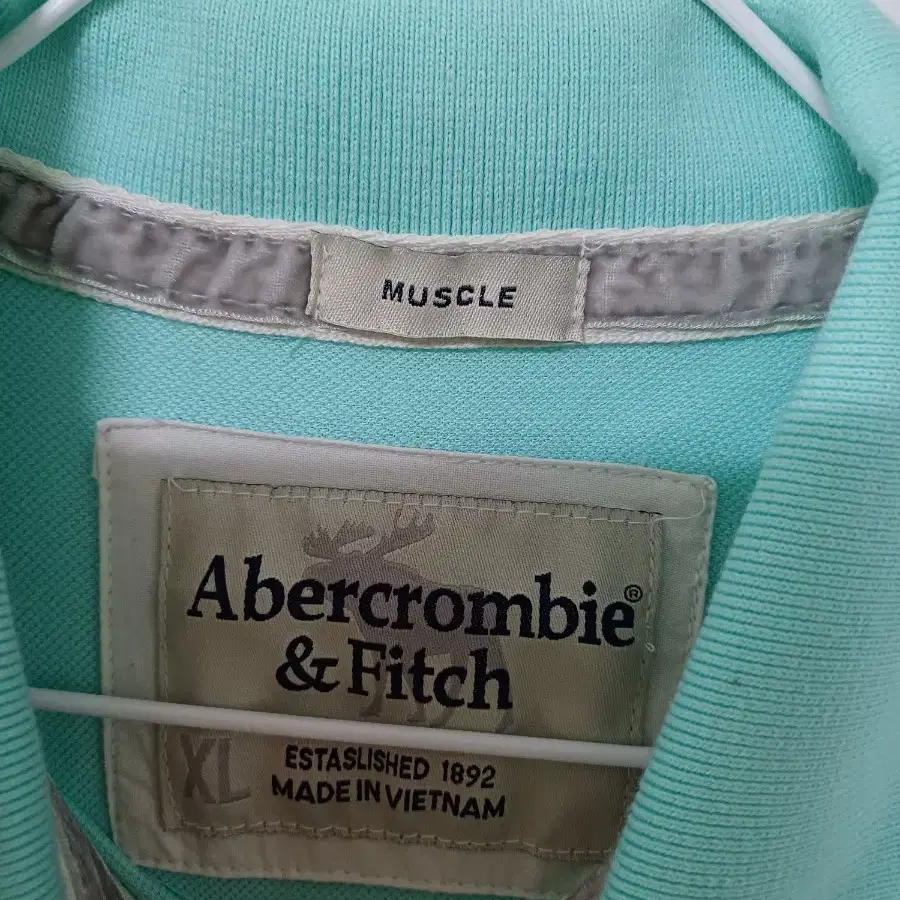 MUSCLE
Abercrombie®
& Fitch
XL
ESTASLISHED 1892
MADE IN VIETNAM